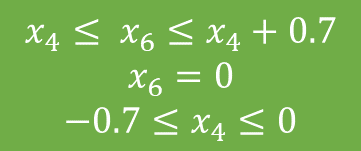 x₄ ≤ x₆ ≤ x₄ + 0.7
x₆ = 0
−0.7 ≤ x₄ ≤ 0